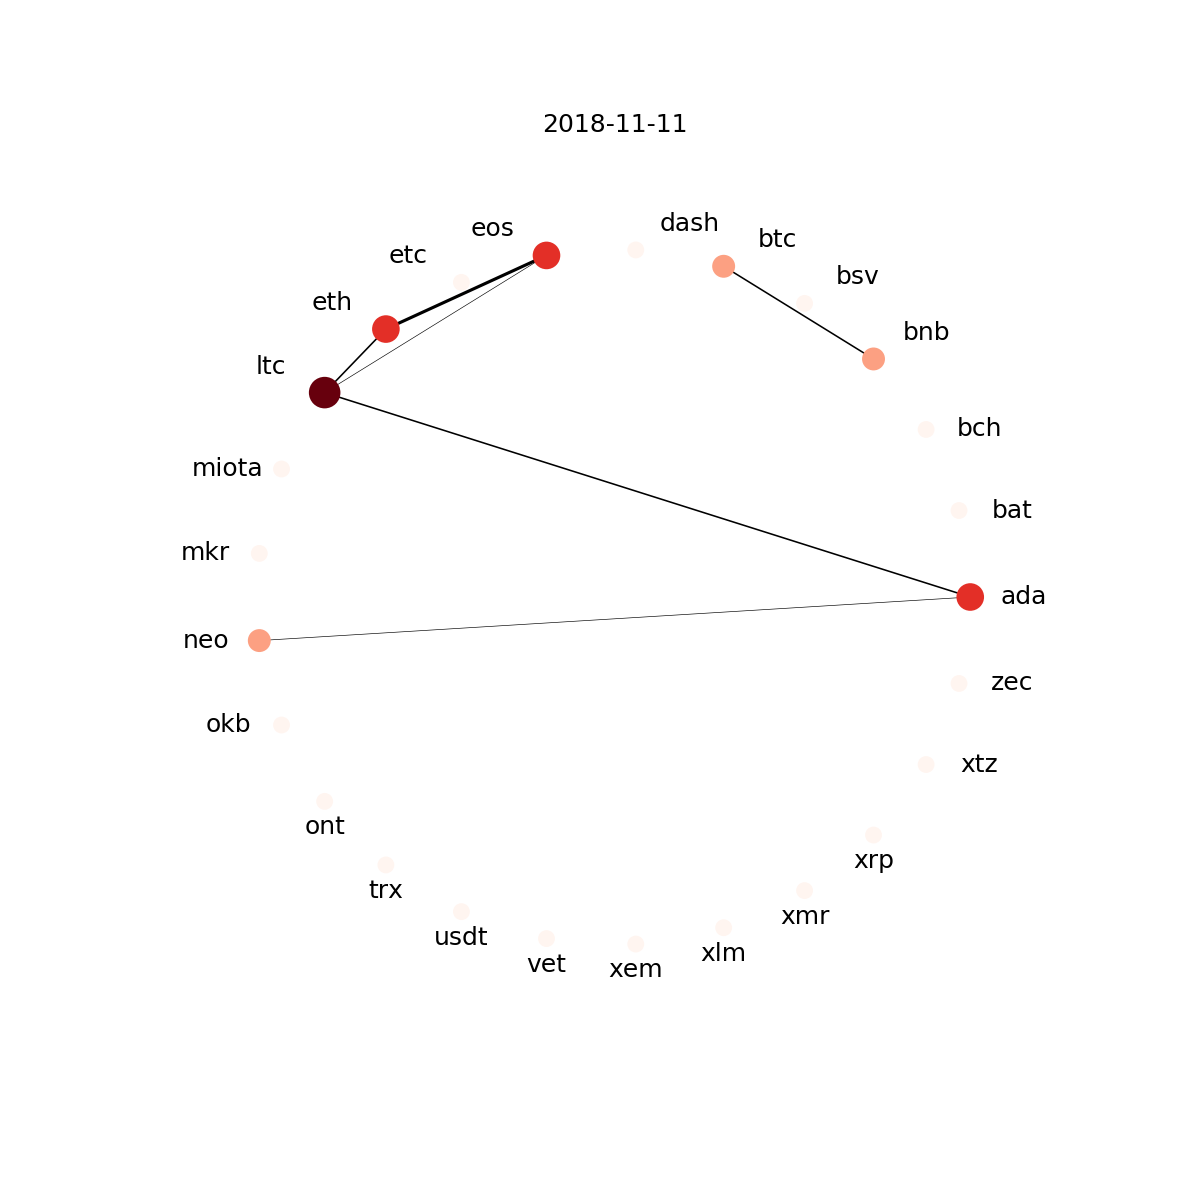 2018-11-11
dash
eos
btc
etc
bsv
eth
bnb
ltc
bch
miota
bat
mkr
ada
neo
zec
okb
xtz
ont
xrp
trx
xmr
usdt
xlm
vet
xem